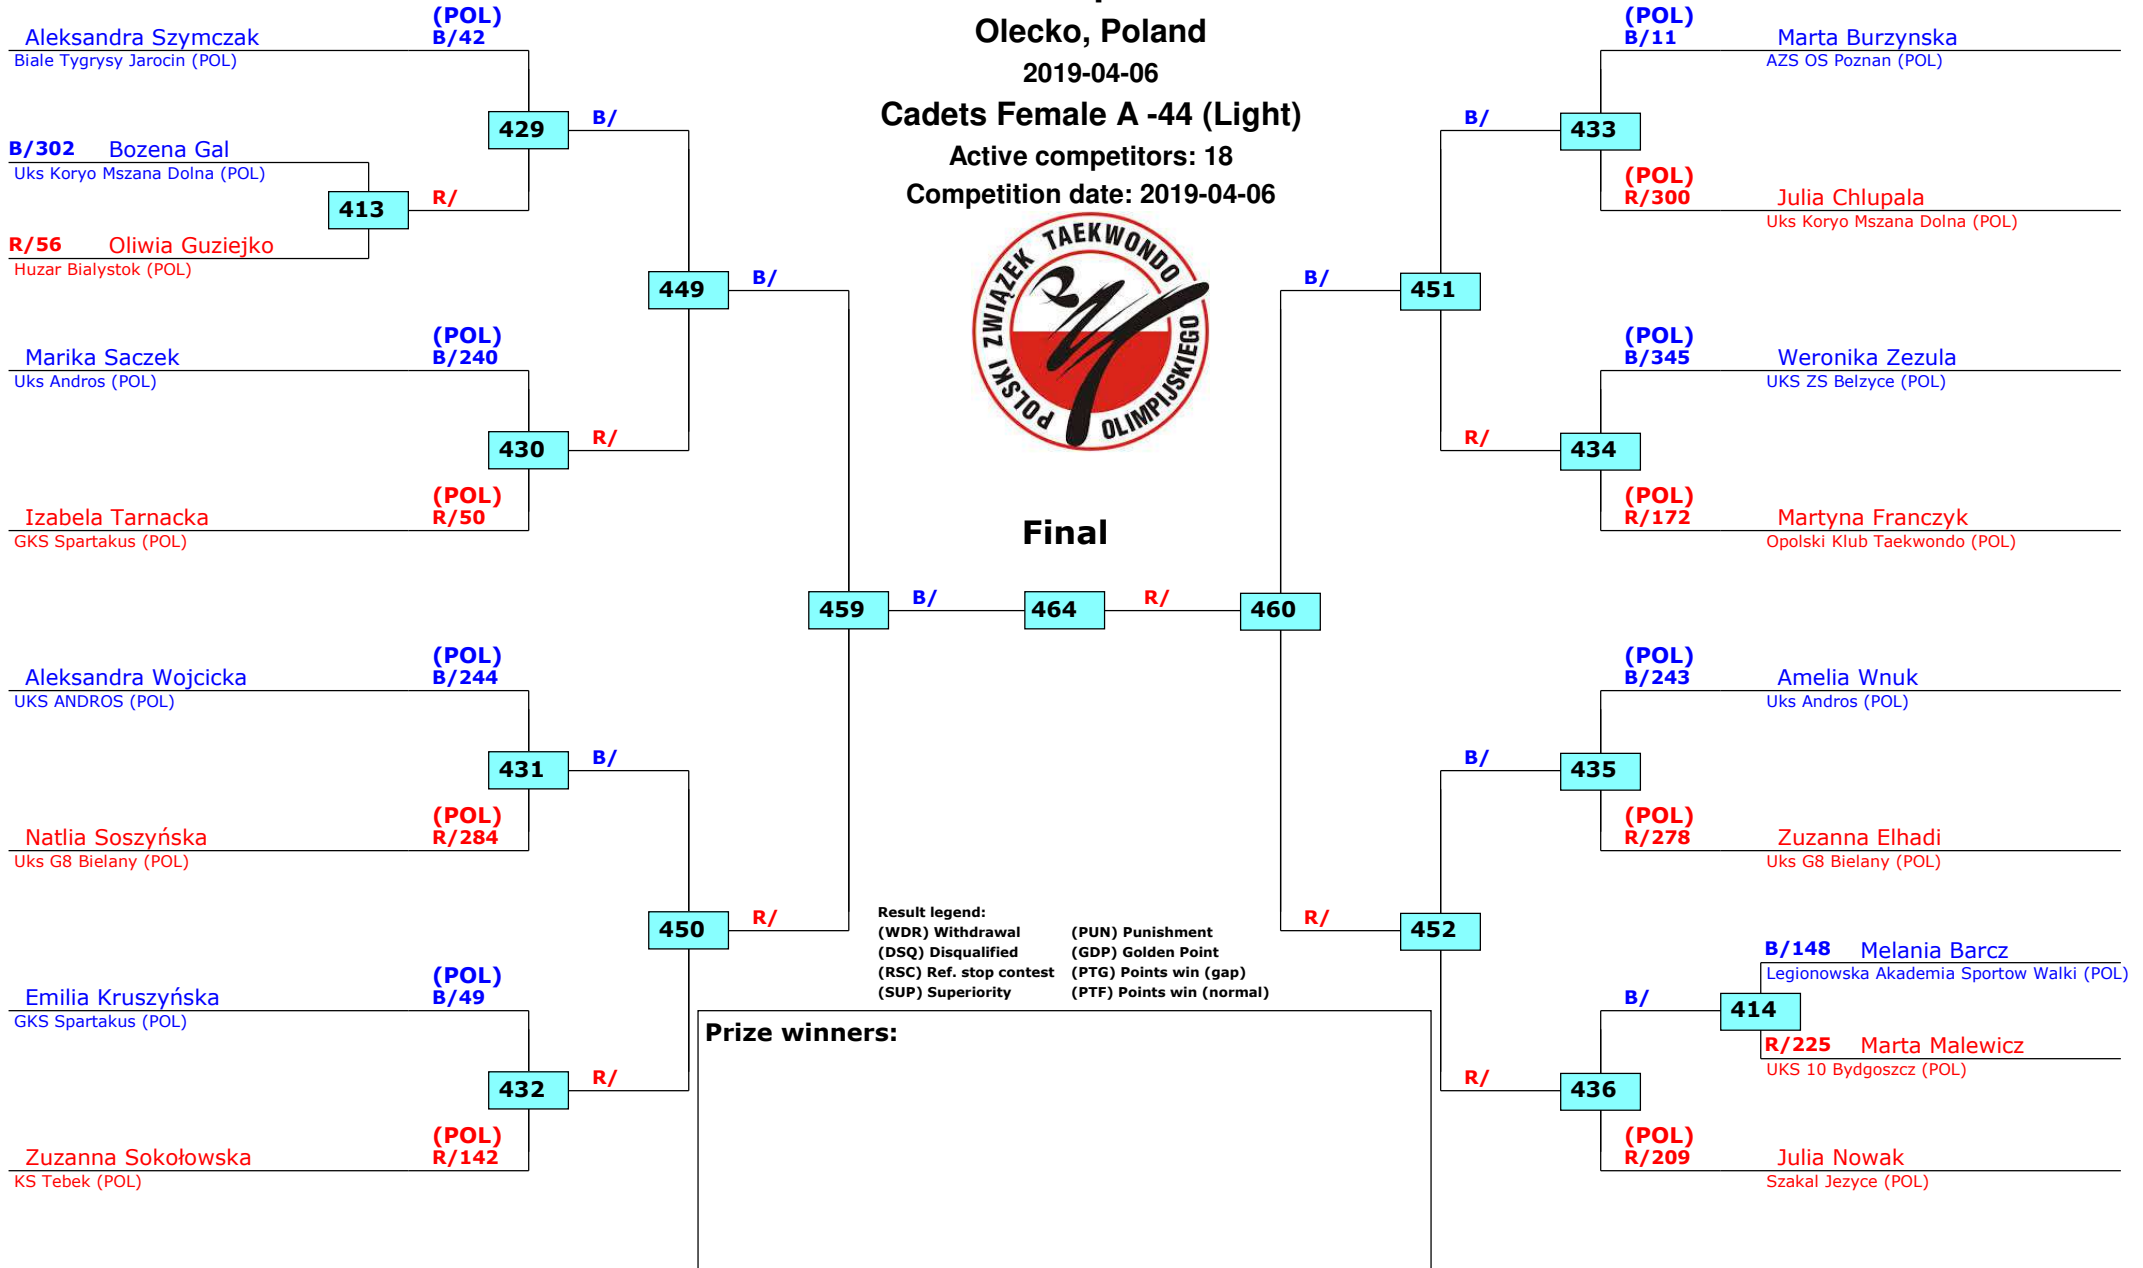 Olecko, Poland
2019-04-06
Cadets Female A -44 (Light)
Active competitors: 18
Competition date: 2019-04-06
POLSKI ZWIĄZEK TAEKWONDO OLIMPIJSKIEGO
(POL)
Aleksandra Szymczak B/42
Biale Tygrysy Jarocin (POL)
429
B/
B/302 Bozena Gal
Uks Koryo Mszana Dolna (POL)
413
R/
R/56 Oliwia Guziejko
Huzar Bialystok (POL)
449
B/
(POL)
Marika Saczek B/240
Uks Andros (POL)
430
R/
(POL)
Izabela Tarnacka R/50
GKS Spartakus (POL)
459
B/
(POL)
Aleksandra Wojcicka B/244
UKS ANDROS (POL)
431
B/
(POL)
Natlia Soszyńska R/284
Uks G8 Bielany (POL)
450
R/
(POL)
Emilia Kruszyńska B/49
GKS Spartakus (POL)
432
R/
(POL)
Zuzanna Sokołowska R/142
KS Tebek (POL)
Final
464
R/
460
(POL)
B/11 Marta Burzynska
AZS OS Poznan (POL)
B/
433
(POL)
R/300 Julia Chlupala
Uks Koryo Mszana Dolna (POL)
B/
451
(POL)
B/345 Weronika Zezula
UKS ZS Belzyce (POL)
R/
434
(POL)
R/172 Martyna Franczyk
Opolski Klub Taekwondo (POL)
(POL)
B/243 Amelia Wnuk
Uks Andros (POL)
B/
435
(POL)
R/278 Zuzanna Elhadi
Uks G8 Bielany (POL)
R/
452
B/148 Melania Barcz
Legionowska Akademia Sportow Walki (POL)
B/
414
R/225 Marta Malewicz
UKS 10 Bydgoszcz (POL)
R/
436
(POL)
R/209 Julia Nowak
Szakal Jezyce (POL)
Result legend:
(WDR) Withdrawal (PUN) Punishment
(DSQ) Disqualified (GDP) Golden Point
(RSC) Ref. stop contest (PTG) Points win (gap)
(SUP) Superiority (PTF) Points win (normal)
Prize winners: